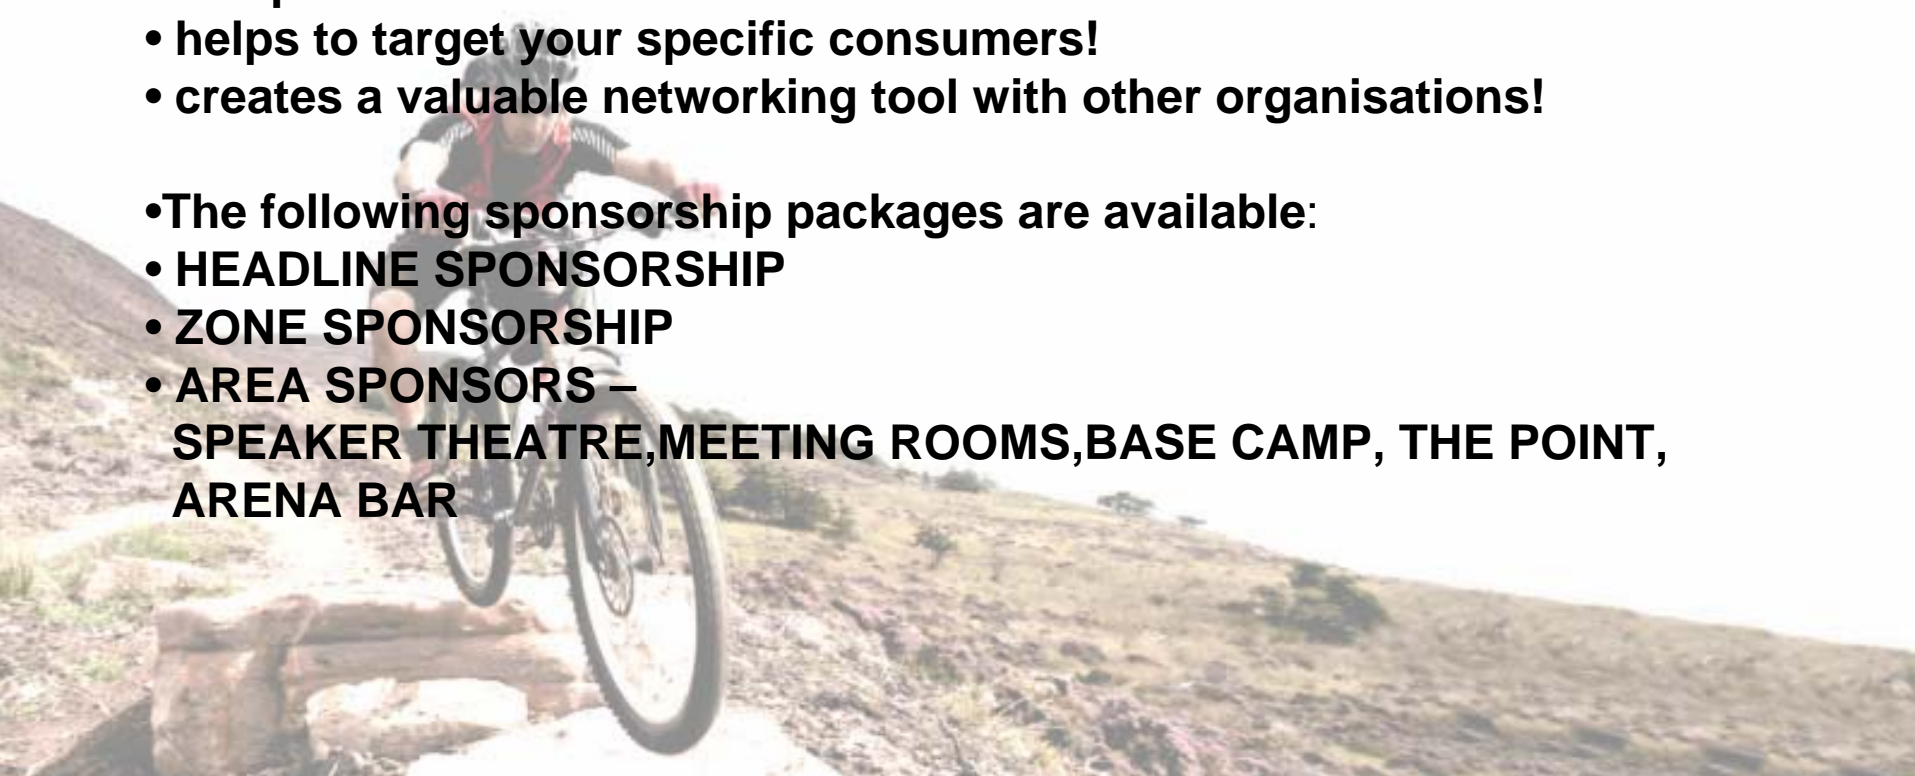 • helps to target your specific consumers!
• creates a valuable networking tool with other organisations!
•The following sponsorship packages are available:
• HEADLINE SPONSORSHIP
• ZONE SPONSORSHIP
• AREA SPONSORS –
SPEAKER THEATRE,MEETING ROOMS,BASE CAMP, THE POINT,
ARENA BAR